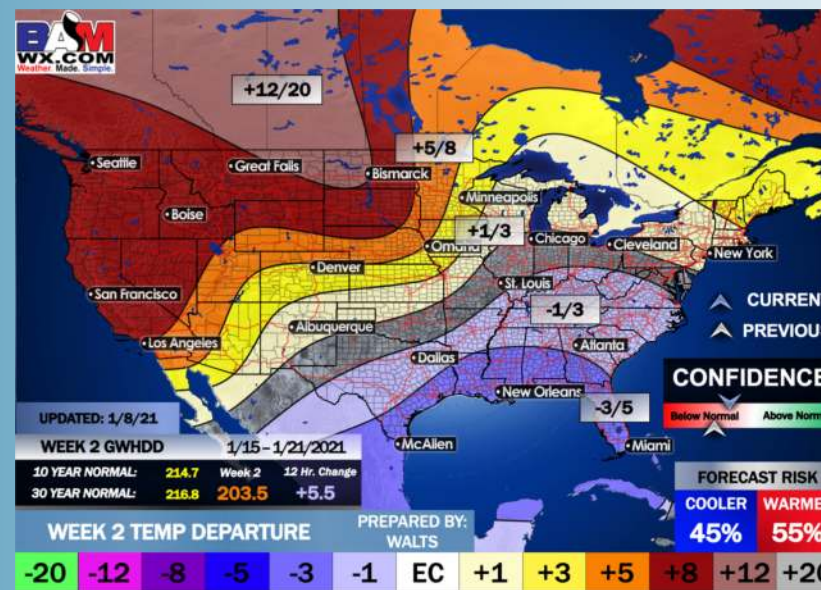 BAM
WX.COM
Weather. Made. Simple.
+12/20
+5/8
Seattle
Great Falls
Bismarck
Minneapolis
Boise
+1/3
Omaha
Chicago
Cleveland
New York
Denver
San Francisco
St. Louis
-1/3
CURRENT
Albuquerque
PREVIOUS
Los Angeles
Dallas
Atlanta
CONFIDENCE
New Orleans
-3/5
Below Normal Above Norm
UPDATED: 1/8/21
McAllen
Miami
WEEK 2 GWHDD 1/15 – 1/21/2021
10 YEAR NORMAL: 214.7 Week 2 12 Hr. Change
30 YEAR NORMAL: 216.8 203.5 +5.5
FORECAST RISK
COOLER WARME
45% 55%
WEEK 2 TEMP DEPARTURE
PREPARED BY:
WALTS
-20 -12 -8 -5 -3 -1 EC +1 +3 +5 +8 +12 +20